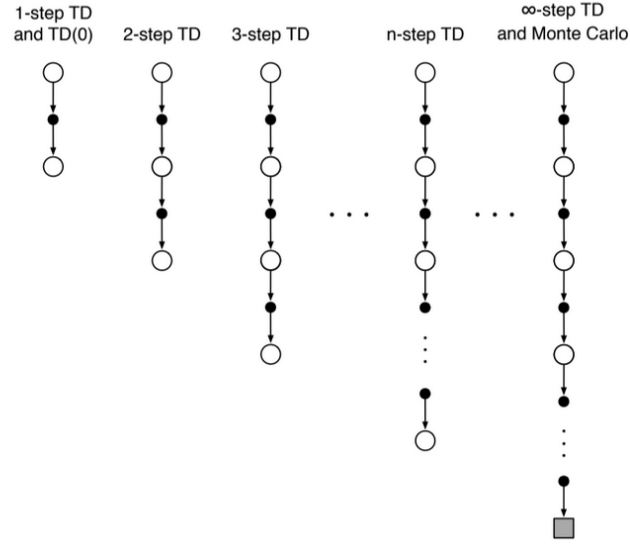 1-step TD
and TD(0)
2-step TD
3-step TD
n-step TD
∞-step TD
and Monte Carlo